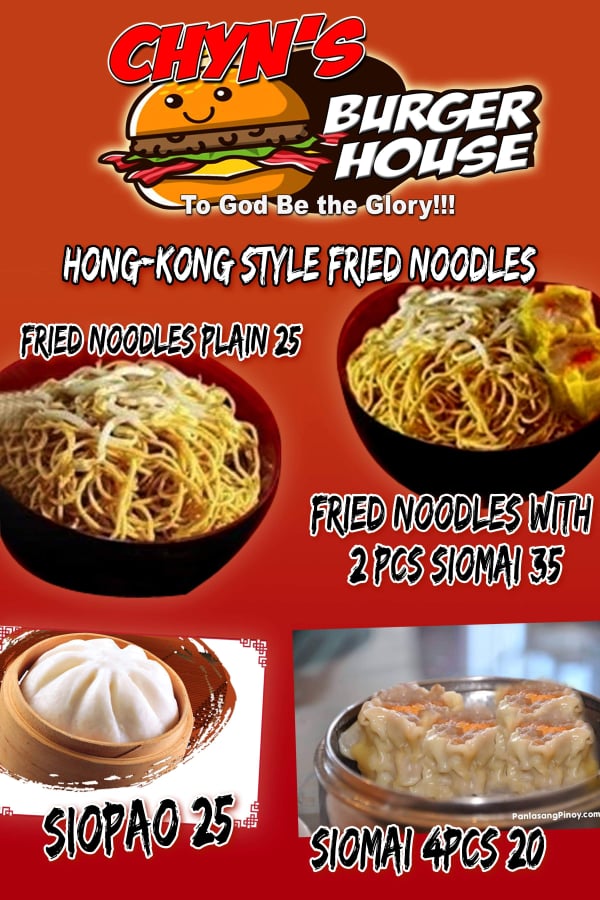 CHYN'S
BURGER
HOUSE
To God Be the Glory!!!
HONG-KONG STYLE FRIED NOODLES
FRIED NOODLES PLAIN 25
FRIED NOODLES WITH
2 PCS SIOMAI 35
SIOPAO 25
PanlasangPinoy.com
SIOMAI 4PCS 20